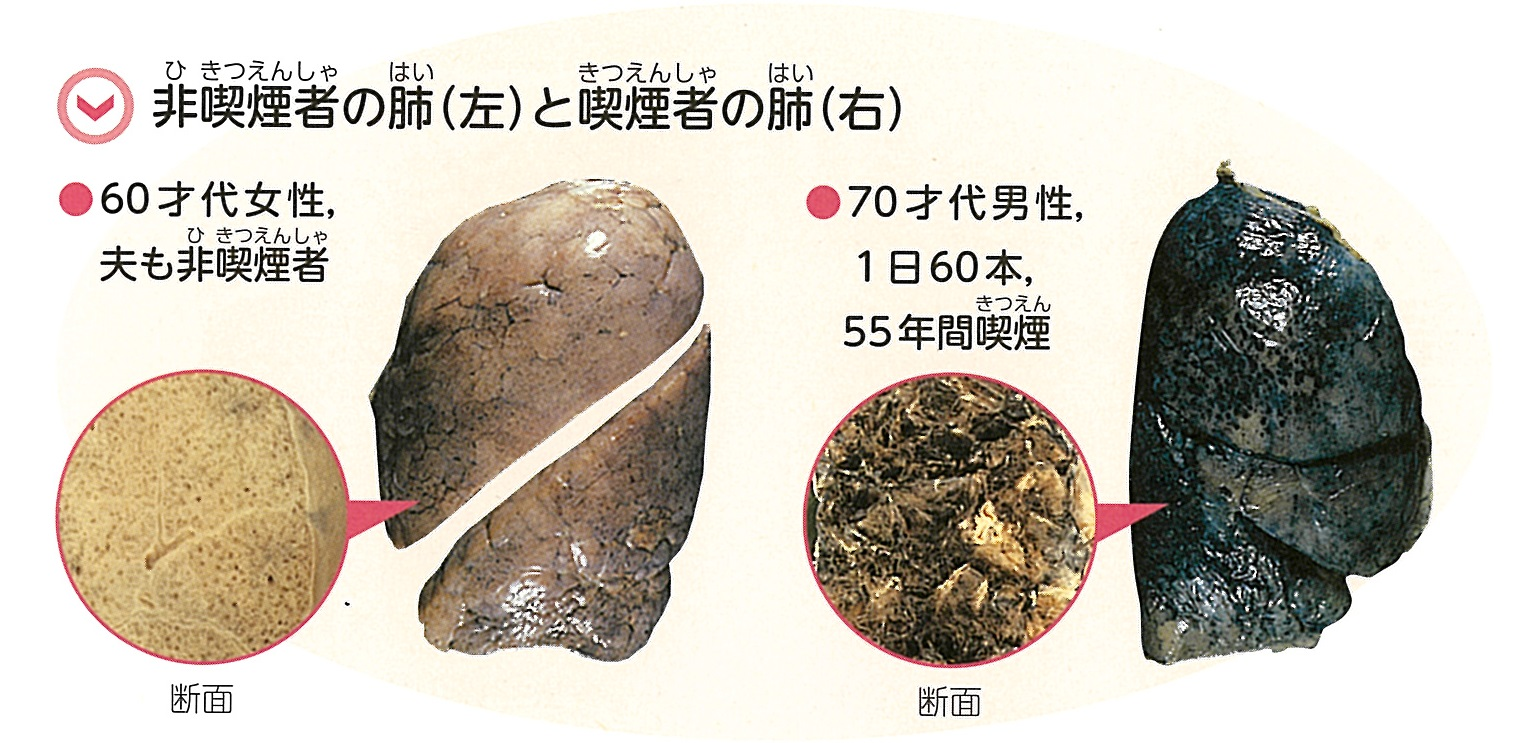 ひ きつえんしゃ はい きつえんしゃ はい
非喫煙者の肺(左)と喫煙者の肺(右)
●60才代女性,
ひ きつえんしゃ
夫も非喫煙者
断面
●70才代男性,
1日60本,
きつえん
55年間喫煙
断面